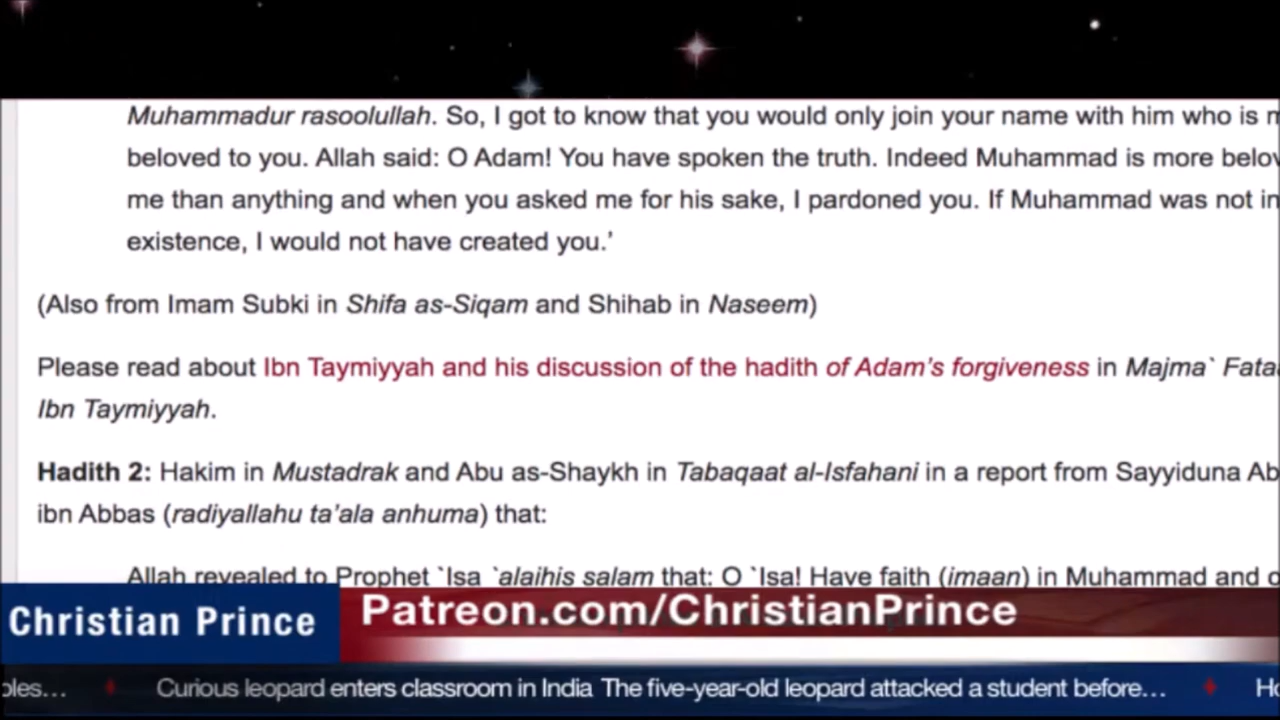 Muhammadur rasoolullah. So, I got to know that you would only join your name with him who is
beloved to you. Allah said: O Adam! You have spoken the truth. Indeed Muhammad is more
me than anything and when you asked me for his sake, I pardoned you. If Muhammad was not in
existence, I would not have created you.’
(Also from Imam Subki in Shifa as-Siqam and Shihab in Naseem)
Please read about Ibn Taymiyyah and his discussion of the hadith of Adam’s forgiveness in Majma`
Ibn Taymiyyah.
Hadith 2: Hakim in Mustadrak and Abu as-Shaykh in Tabaqaat al-Isfahani in a report from Sayyiduna
ibn Abbas (radiyallahu ta’ala anhuma) that:
Allah revealed to Prophet `Isa `alaihis salam that: O `Isa! Have faith (imaan) in Muhammad and
Christian Prince
Patreon.com/ChristianPrince
Curious leopard enters classroom in India The five-year-old leopard attacked a student before...